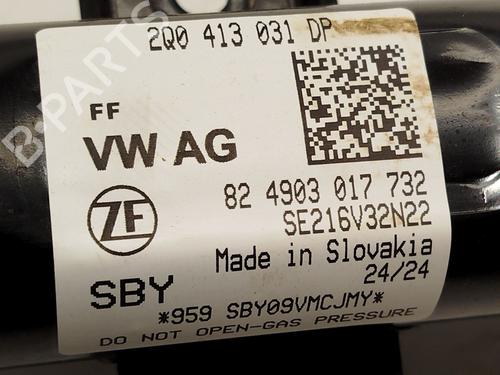 2Q0 413 031 DP
FF
VW AG
ZF
82 4903 017 732
SE216V32N22
Made in Slovakia
24/24
SBY
*959 SBY09VMCJMY*
DO NOT OPEN-GAS PRESSURE
B-PARTS